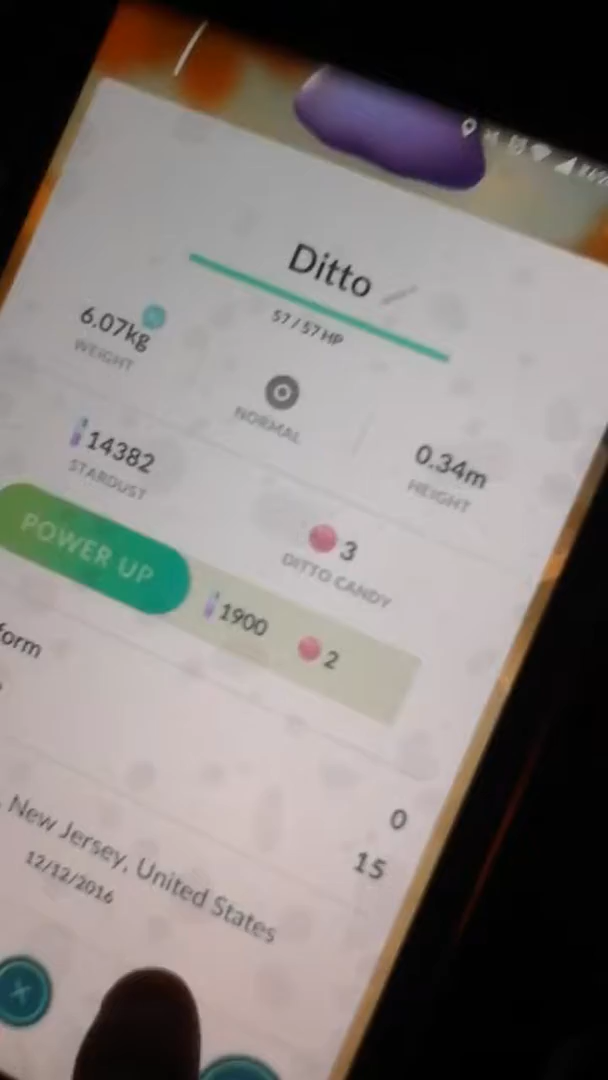 Ditto
57 / 57 HP
6.07kg
WEIGHT
NORMAL
0.34m
HEIGHT
14382
STARDUST
3
DITTO CANDY
POWER UP
1900
2
form
0
15
, New Jersey, United States
12/12/2016